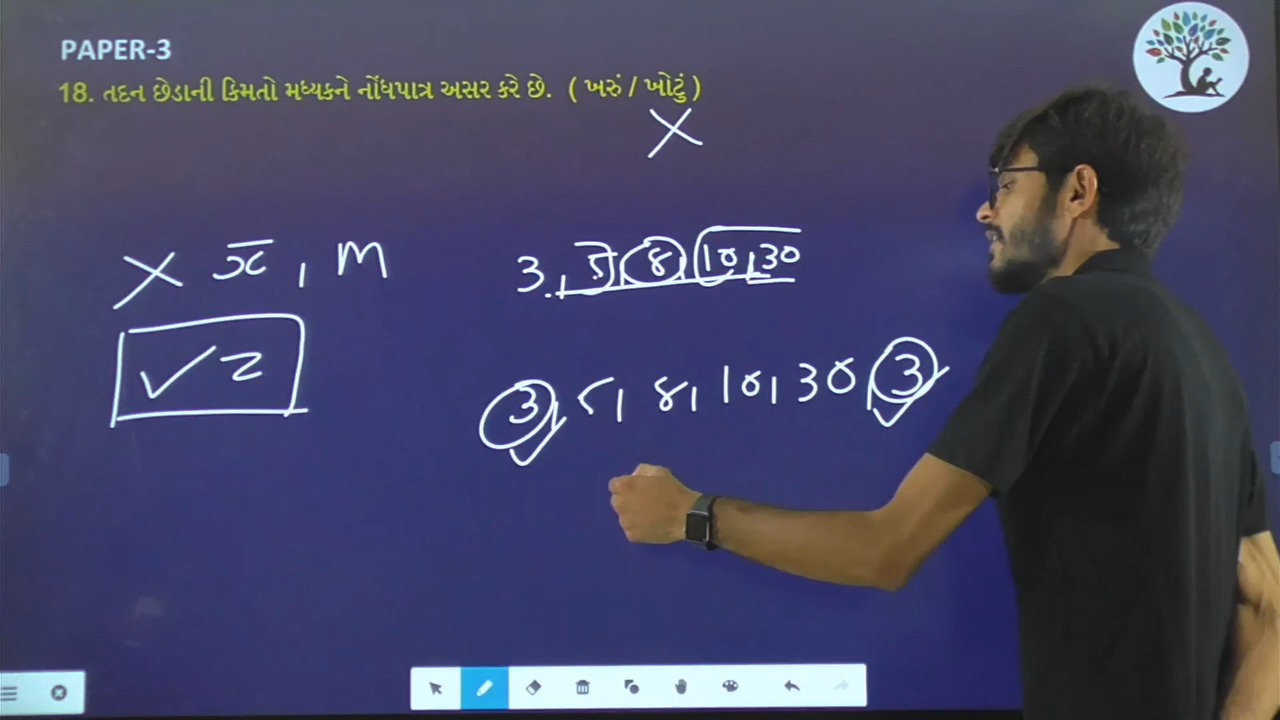 PAPER-3
18. તદન છેડાની કિંમતો મધ્યકને નોંધપાત્ર અસર કરે છે. ( ખરું / ખોટું )
X
X x̄, m
✓ z
3, 5, 8, 10, 30
3, 5, 8, 10, 30, 3